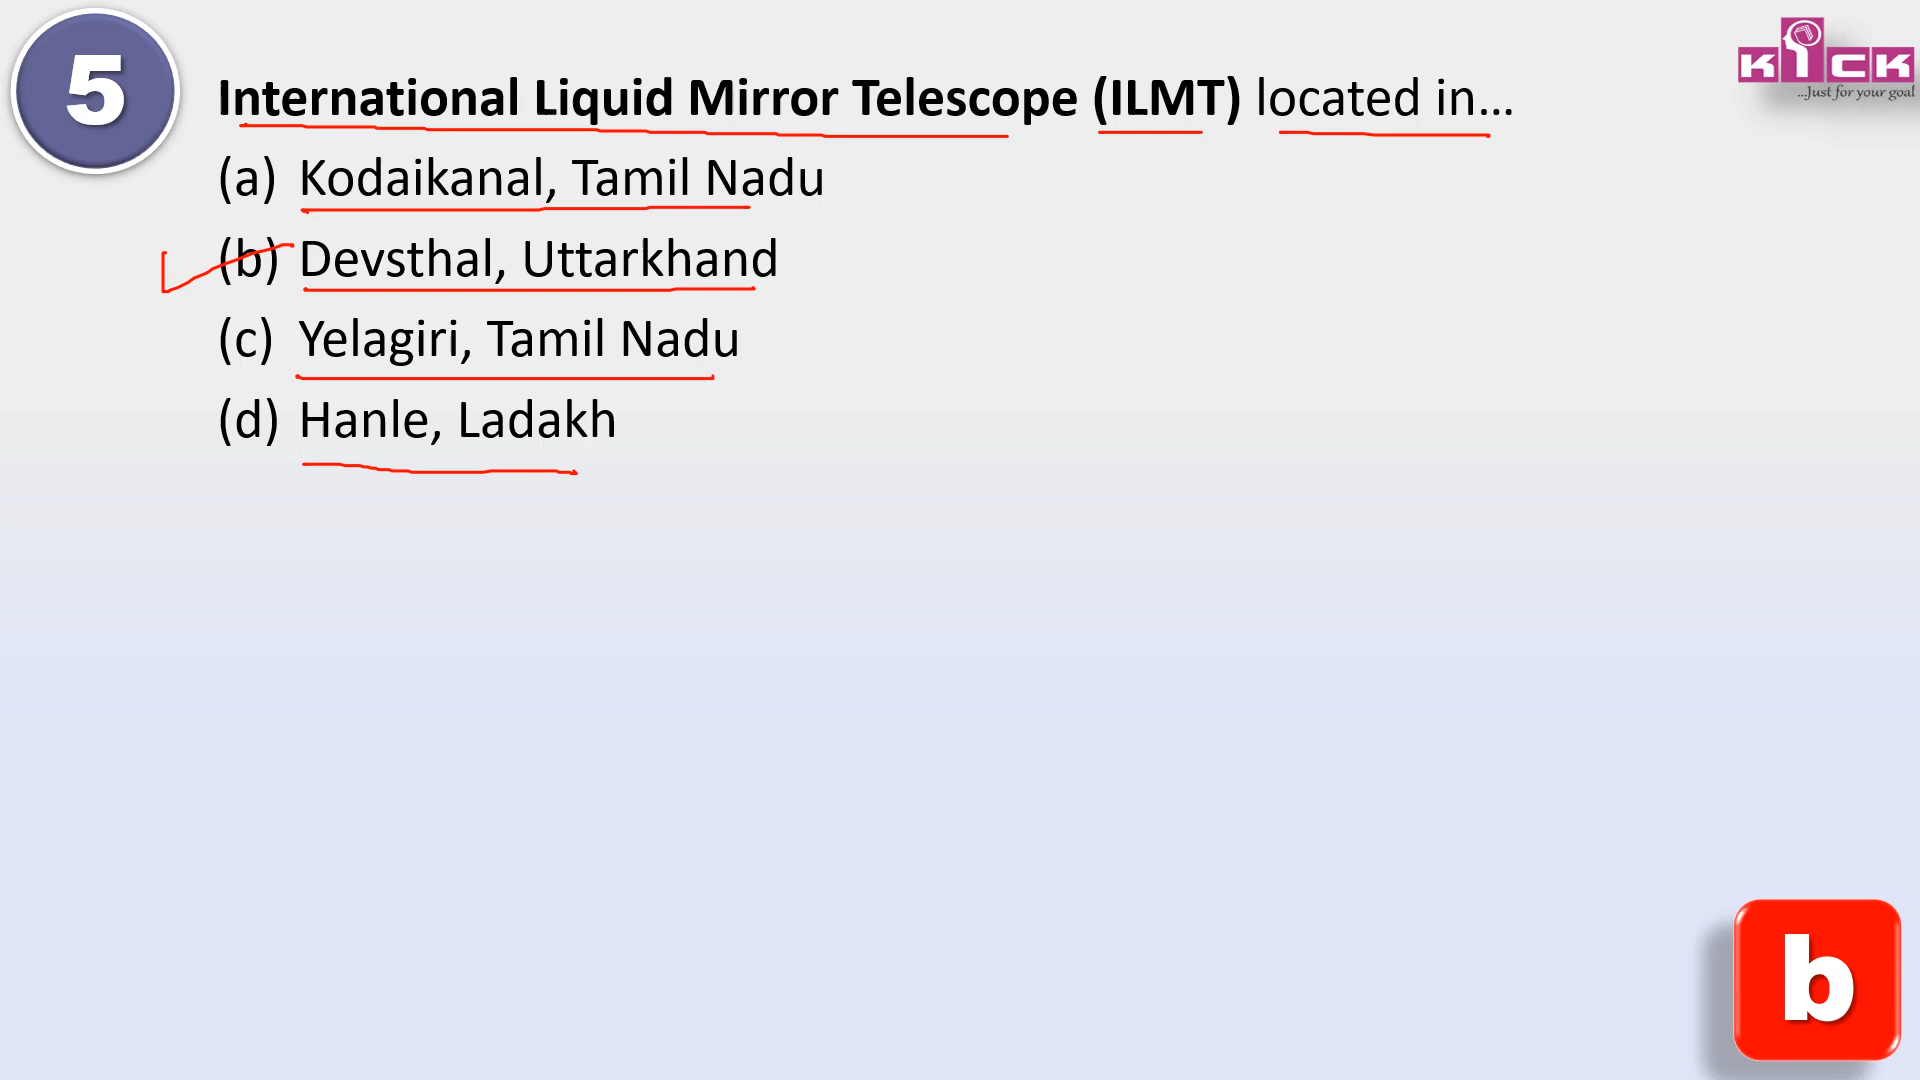 5
International Liquid Mirror Telescope (ILMT) located in...
(a) Kodaikanal, Tamil Nadu
(b) Devsthal, Uttarkhand
(c) Yelagiri, Tamil Nadu
(d) Hanle, Ladakh
KICK
...Just for your goal
b